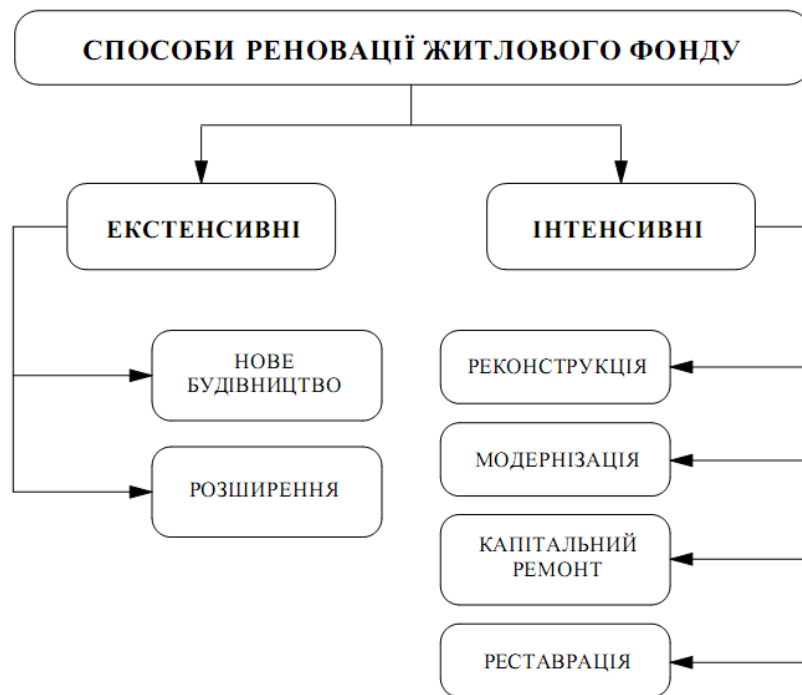 СПОСОБИ РЕНОВАЦІЇ ЖИТЛОВОГО ФОНДУ
ЕКСТЕНСИВНІ
ІНТЕНСИВНІ
НОВЕ
БУДІВНИЦТВО
РОЗШИРЕННЯ
РЕКОНСТРУКЦІЯ
МОДЕРНІЗАЦІЯ
КАПІТАЛЬНИЙ
РЕМОНТ
РЕСТАВРАЦІЯ